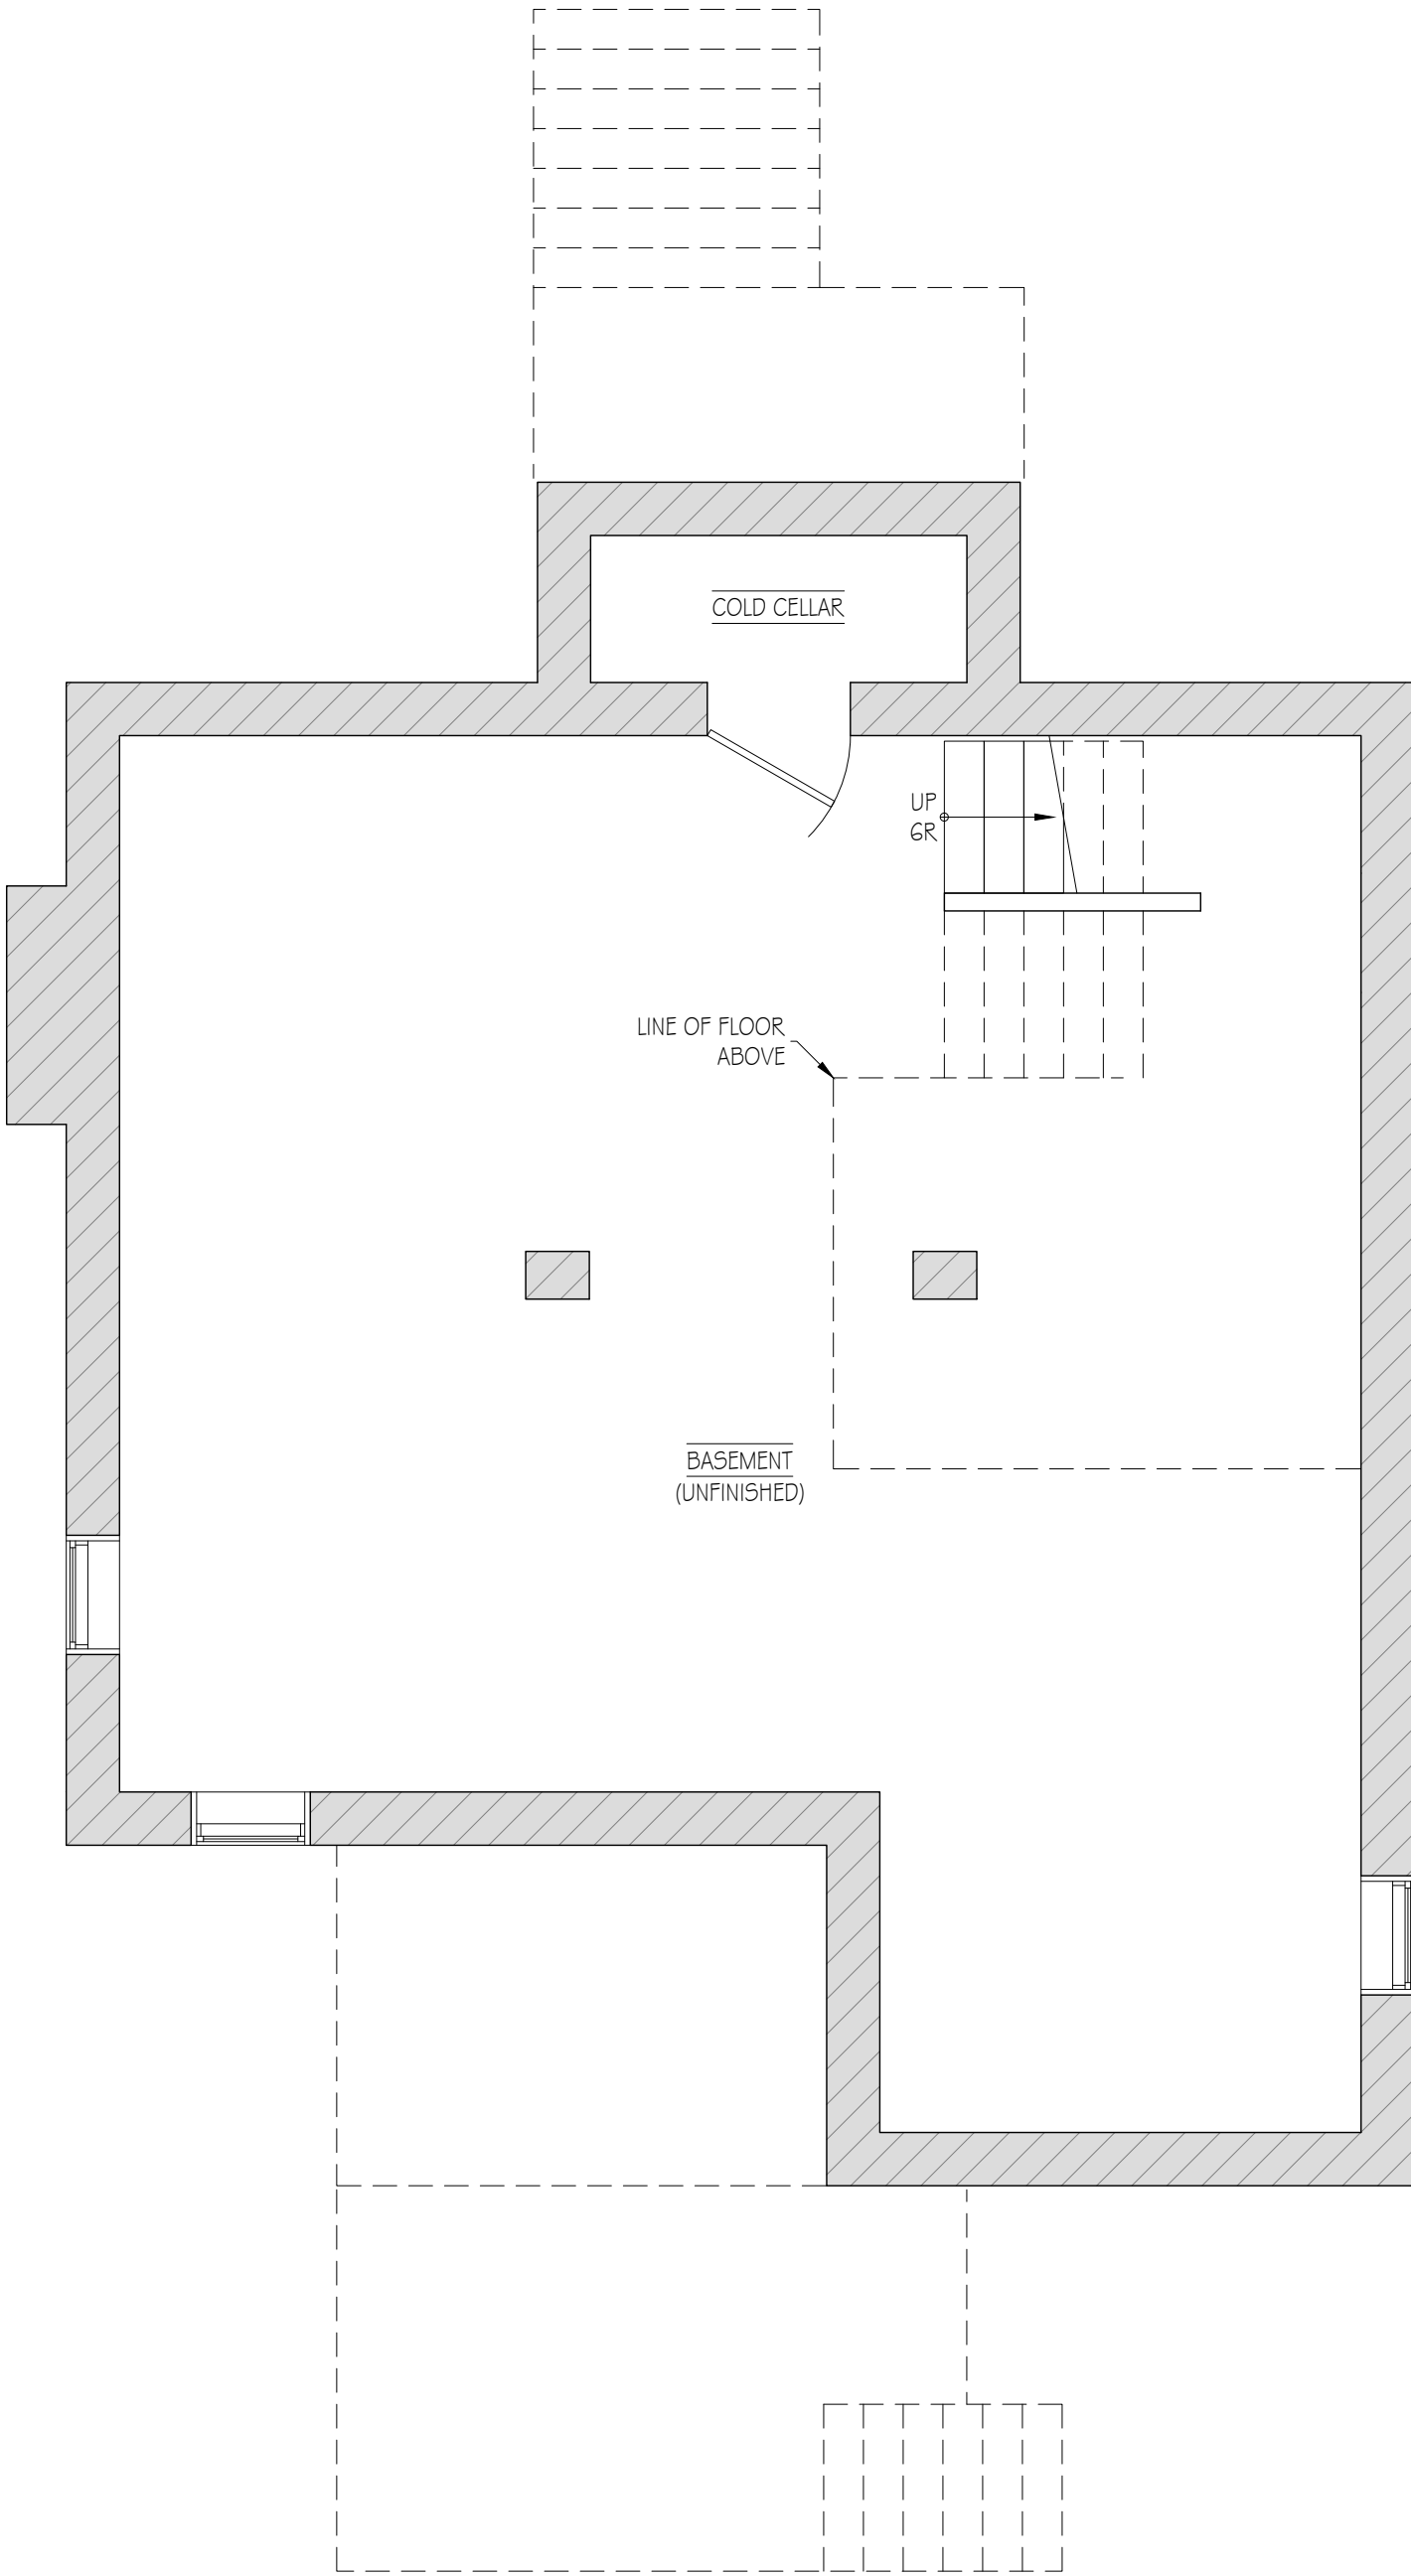 COLD CELLAR
UP
6R
LINE OF FLOOR
ABOVE
BASEMENT
(UNFINISHED)